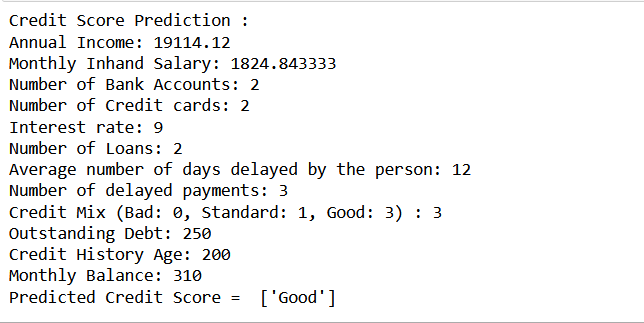 Credit Score Prediction :
Annual Income: 19114.12
Monthly Inhand Salary: 1824.843333
Number of Bank Accounts: 2
Number of Credit cards: 2
Interest rate: 9
Number of Loans: 2
Average number of days delayed by the person: 12
Number of delayed payments: 3
Credit Mix (Bad: 0, Standard: 1, Good: 3) : 3
Outstanding Debt: 250
Credit History Age: 200
Monthly Balance: 310
Predicted Credit Score =  ['Good']